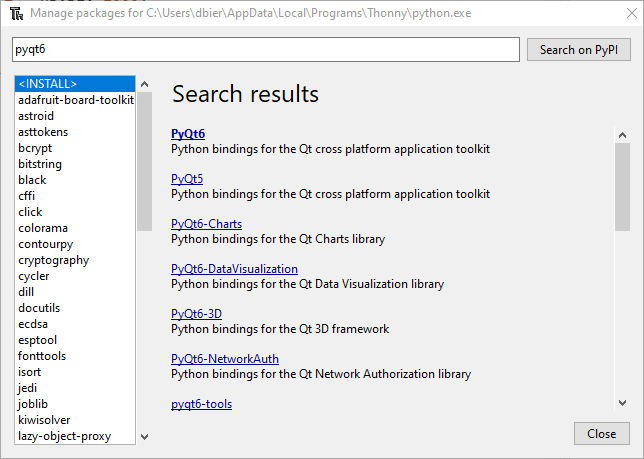 Manage packages for C:\Users\dbier\AppData\Local\Programs\Thonny\python.exe
pyqt6
Search on PyPI
<INSTALL>
adafruit-board-toolkit
astroid
asttokens
bcrypt
bitstring
black
cffi
click
colorama
contourpy
cryptography
cycler
dill
docutils
ecdsa
esptool
fonttools
isort
jedi
joblib
kiwisolver
lazy-object-proxy
Search results
PyQt6
Python bindings for the Qt cross platform application toolkit
PyQt5
Python bindings for the Qt cross platform application toolkit
PyQt6-Charts
Python bindings for the Qt Charts library
PyQt6-DataVisualization
Python bindings for the Qt Data Visualization library
PyQt6-3D
Python bindings for the Qt 3D framework
PyQt6-NetworkAuth
Python bindings for the Qt Network Authorization library
pyqt6-tools
Close